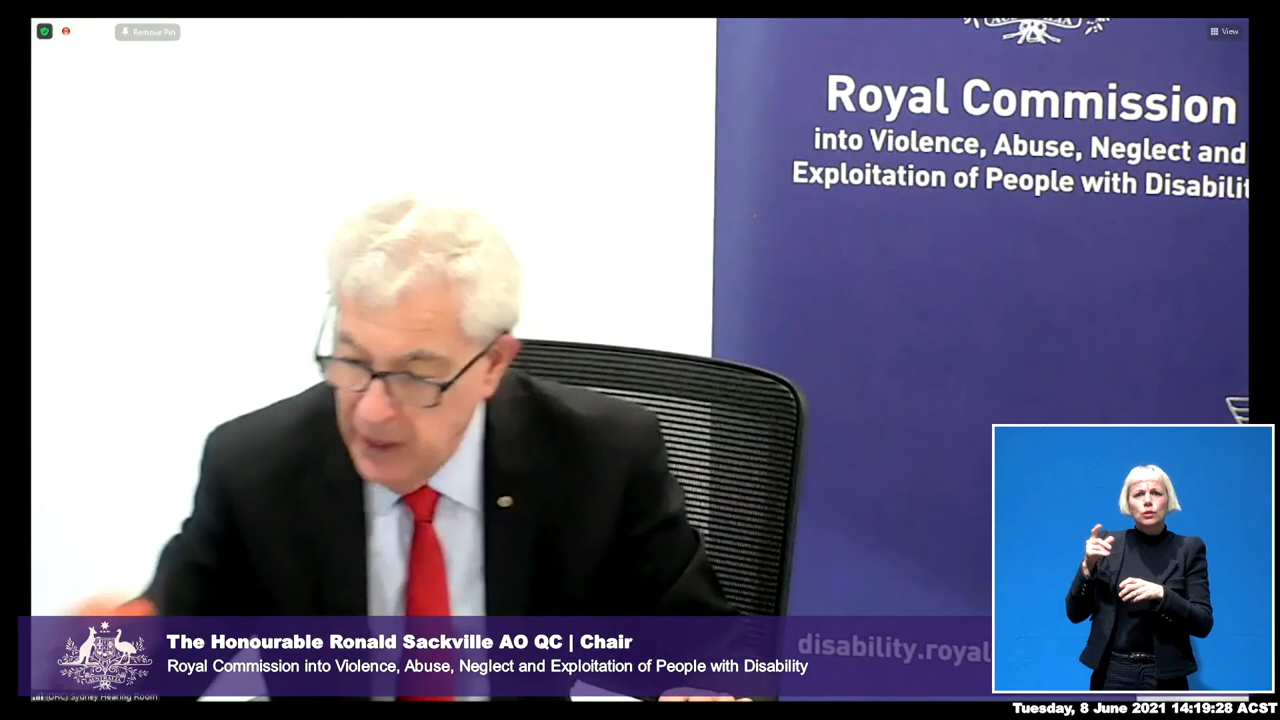 Remove Pin
View
AUSTRALIA
Royal Commission
into Violence, Abuse, Neglect and
Exploitation of People with Disabilit
The Honourable Ronald Sackville AO QC | Chair
Royal Commission into Violence, Abuse, Neglect and Exploitation of People with Disability
disability.royal
AUSTRALIA
(DRC) Sydney Hearing Room
Tuesday, 8 June 2021 14:19:28 ACST